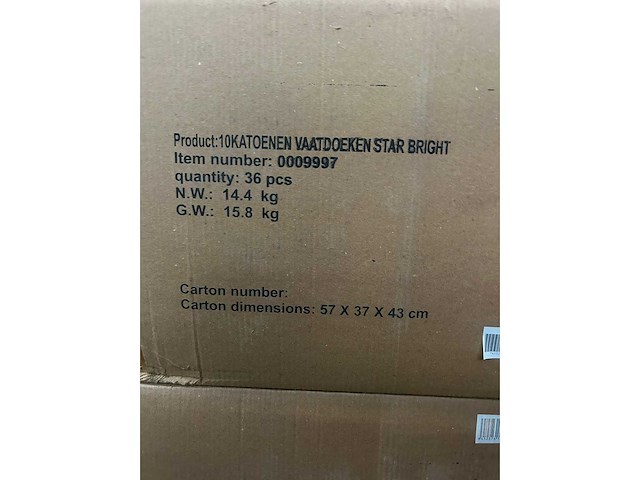 Product:10KATOENEN VAATDOEKEN STAR BRIGHT
Item number: 0009997
quantity: 36 pcs
N.W.: 14.4 kg
G.W.: 15.8 kg
Carton number:
Carton dimensions: 57 X 37 X 43 cm